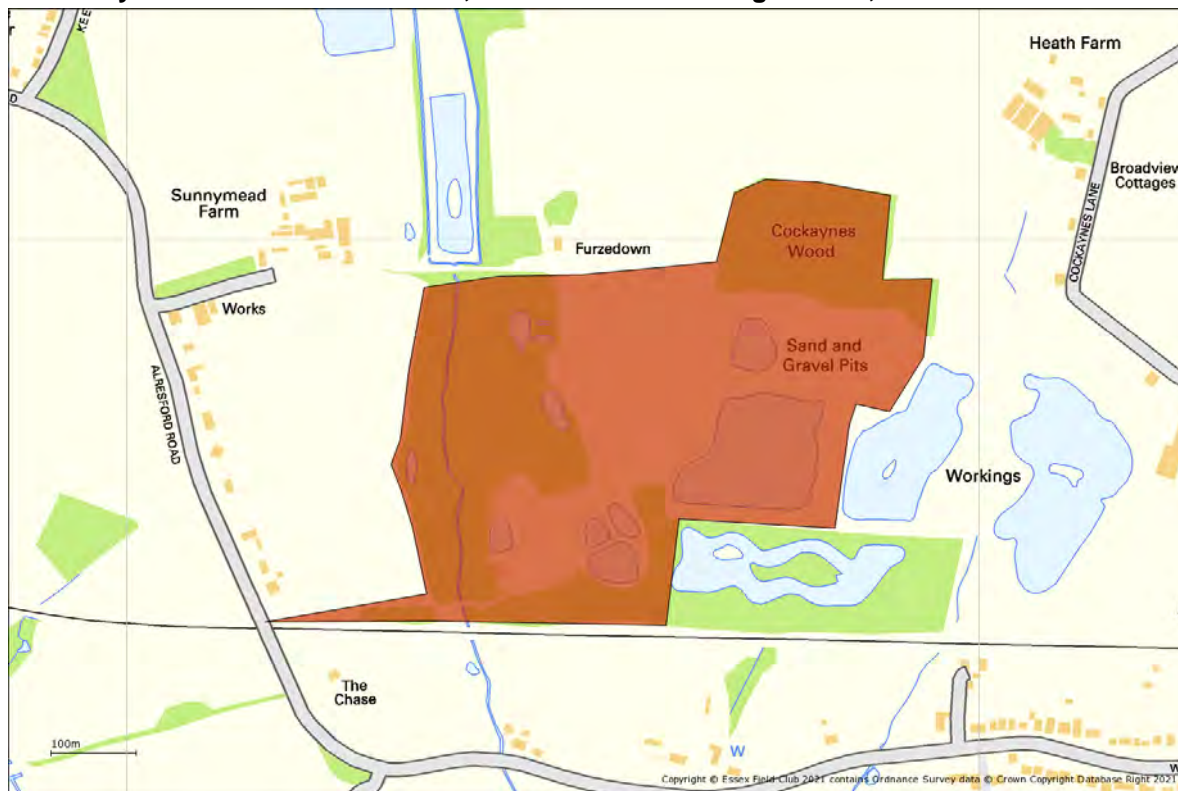 Heath Farm
Broadview
Cottages
COCKAYNES LANE
Sunnymead
Farm
Furzedown
Cockaynes
Wood
Works
Sand and
Gravel Pits
ALRESFORD ROAD
Workings
The
Chase
100m
W
W
Copyright © Essex Field Club 2021 contains Ordnance Survey data © Crown Copyright Database Right 2021